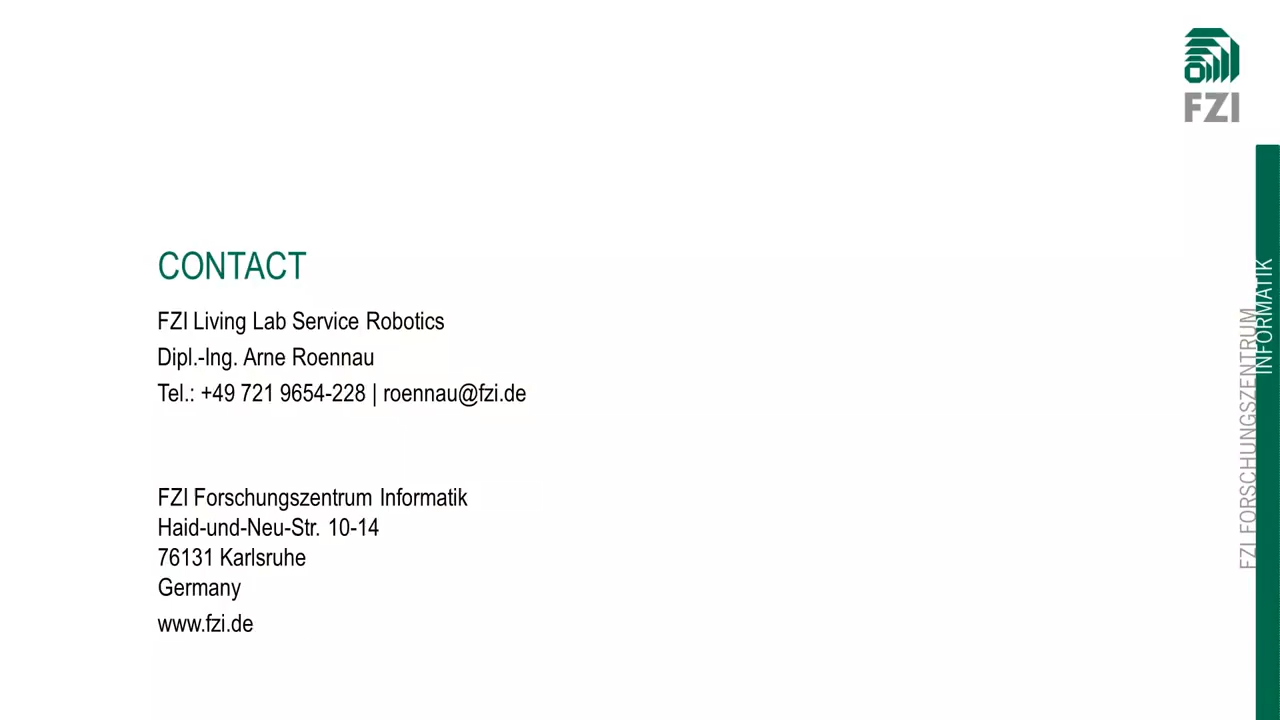 FZI
CONTACT
FZI Living Lab Service Robotics
Dipl.-Ing. Arne Roennau
Tel.: +49 721 9654-228 | roennau@fzi.de
FZI Forschungszentrum Informatik
Haid-und-Neu-Str. 10-14
76131 Karlsruhe
Germany
www.fzi.de
FZI FORSCHUNGSZENTRUM
INFORMATIK